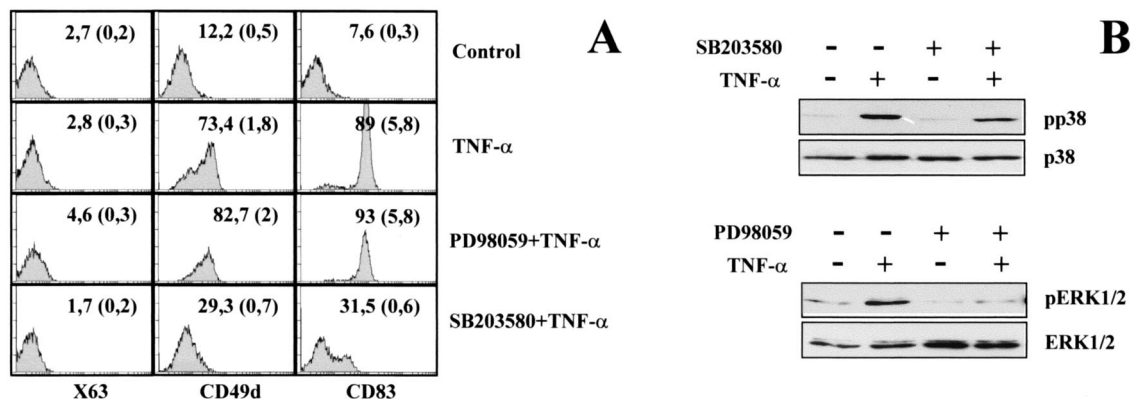 A
2,7 (0,2) 12,2 (0,5) 7,6 (0,3) Control
2,8 (0,3) 73,4 (1,8) 89 (5,8) TNF-α
4,6 (0,3) 82,7 (2) 93 (5,8) PD98059+TNF-α
1,7 (0,2) 29,3 (0,7) 31,5 (0,6) SB203580+TNF-α
X63 CD49d CD83
B
SB203580 - - + +
TNF-α - + - +
pp38
p38
PD98059 - - + +
TNF-α - + - +
pERK1/2
ERK1/2